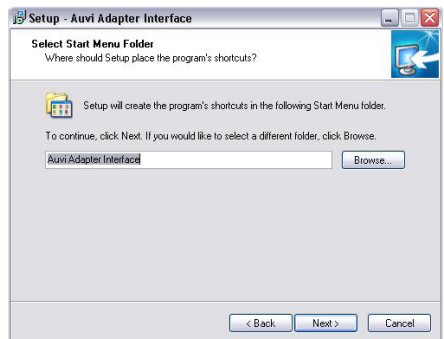 Setup - Auvi Adapter Interface
Select Start Menu Folder
Where should Setup place the program's shortcuts?
Setup will create the program's shortcuts in the following Start Menu folder.
To continue, click Next. If you would like to select a different folder, click Browse.
Auvi Adapter Interface
Browse...
< Back
Next >
Cancel